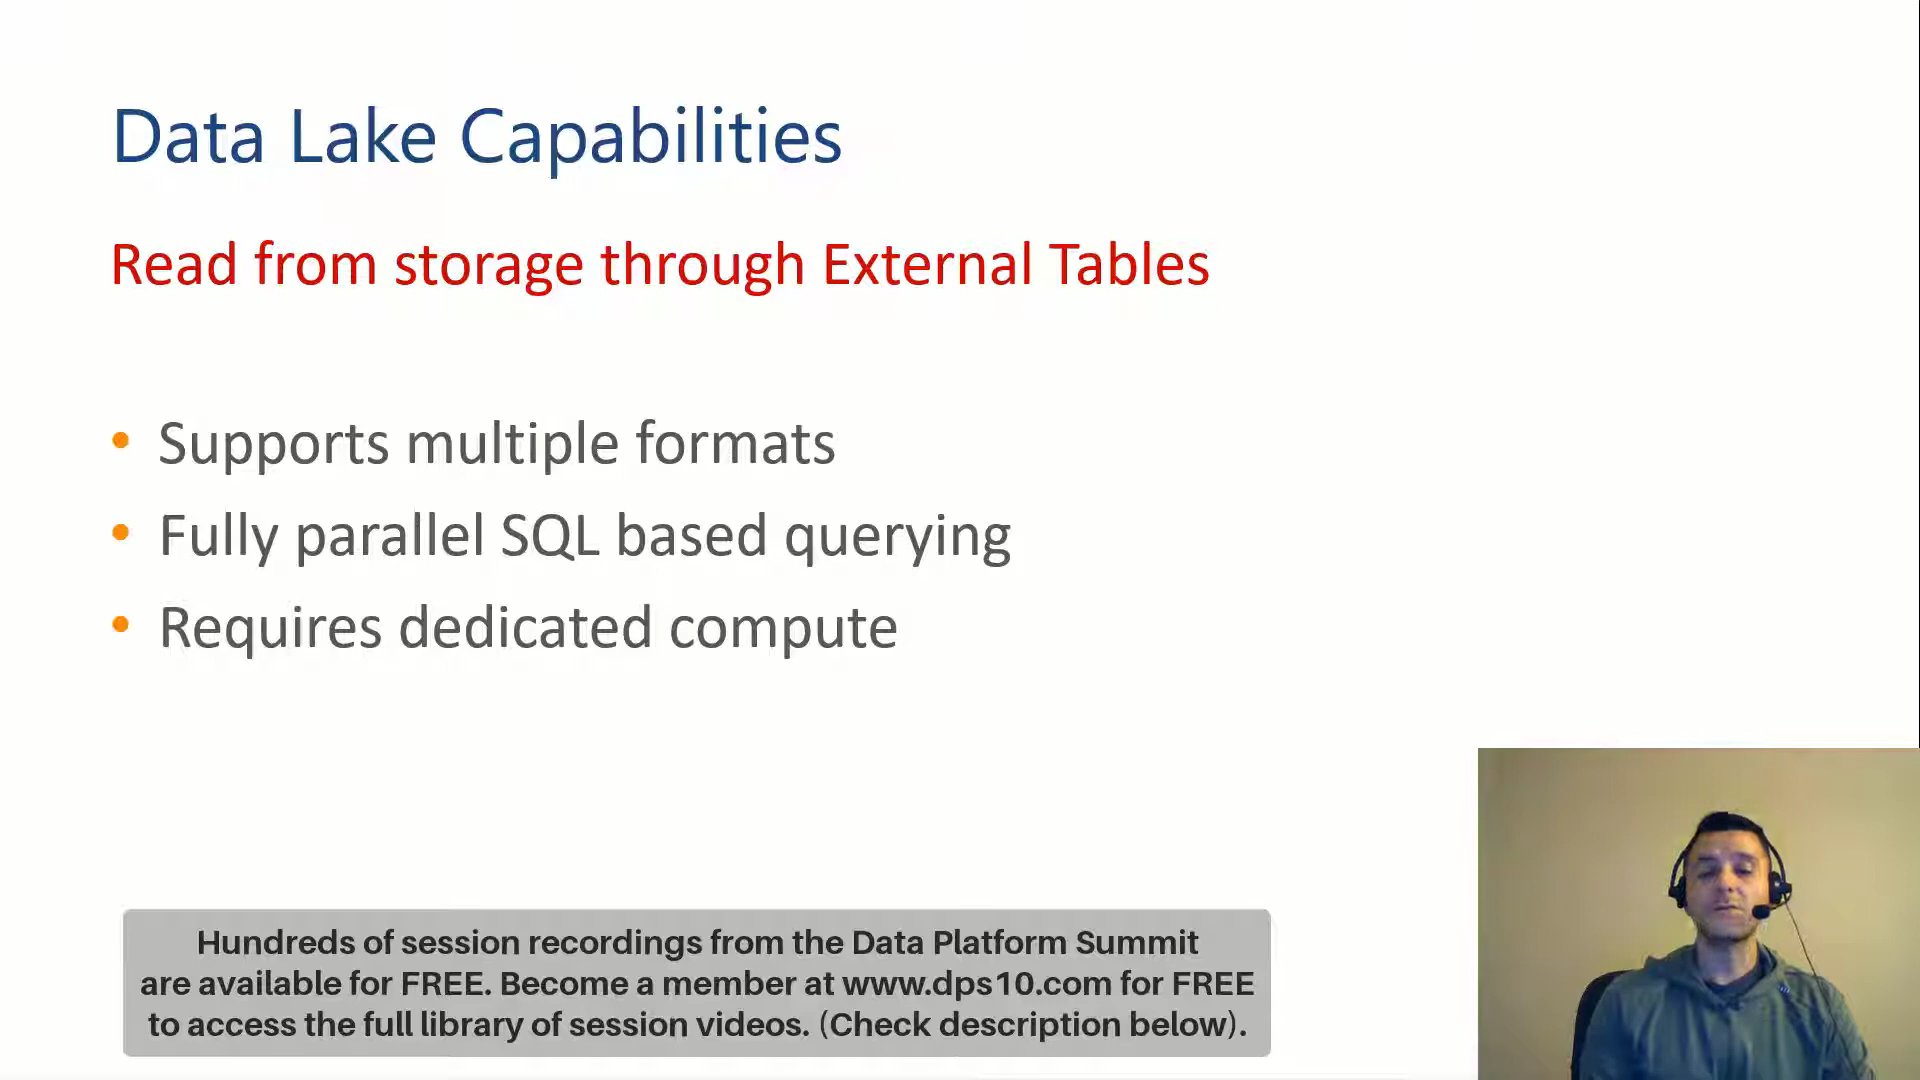 Data Lake Capabilities
Read from storage through External Tables
• Supports multiple formats
• Fully parallel SQL based querying
• Requires dedicated compute
Hundreds of session recordings from the Data Platform Summit
are available for FREE. Become a member at www.dps10.com for FREE
to access the full library of session videos. (Check description below).